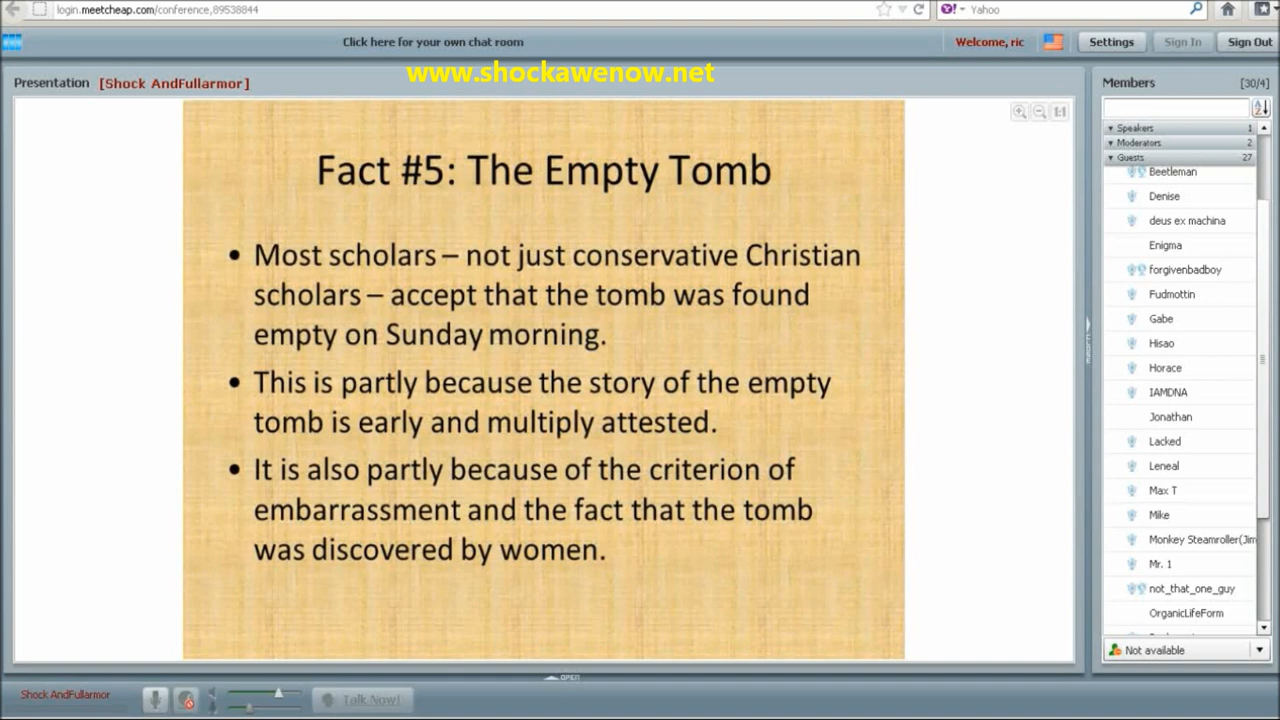 login.meetcheap.com/conference,89538844
Yahoo
Click here for your own chat room
Welcome, ric
Settings
Sign In
Sign Out
www.shockawenow.net
Presentation [Shock AndFullarmor]
Members [30/4]
Speakers 1
Moderators 2
Guests 27
Beetleman
Denise
deus ex machina
Enigma
forgivenbadboy
Fudmottin
Gabe
Hisao
Horace
IAMDNA
Jonathan
Lacked
Leneal
Max T
Mike
Monkey Steamroller(Jim
Mr. 1
not_that_one_guy
OrganicLifeForm
Not available
1:1
Fact #5: The Empty Tomb
• Most scholars – not just conservative Christian
scholars – accept that the tomb was found
empty on Sunday morning.
• This is partly because the story of the empty
tomb is early and multiply attested.
• It is also partly because of the criterion of
embarrassment and the fact that the tomb
was discovered by women.
OPEN
Shock AndFullarmor
Talk Now!